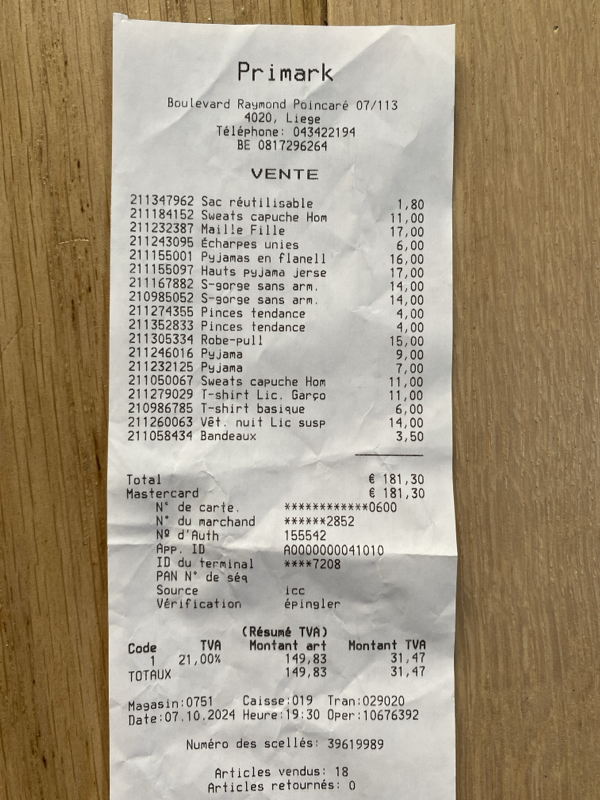 Primark
Boulevard Raymond Poincaré 07/113
4020, Liege
Téléphone: 043422194
BE 0817296264
VENTE
211347962 Sac réutilisable 1,80
211184152 Sweats capuche Hom 11,00
211232387 Maille Fille 17,00
211243095 Écharpes unies 6,00
211155001 Pyjamas en flanell 16,00
211155097 Hauts pyjama jerse 17,00
211167882 S-gorge sans arm. 14,00
210985052 S-gorge sans arm. 14,00
211274355 Pinces tendance 4,00
211352833 Pinces tendance 4,00
211305334 Robe-pull 15,00
211246016 Pyjama 9,00
211232125 Pyjama 7,00
211050067 Sweats capuche Hom 11,00
211279029 T-shirt Lic. Garço 11,00
210986785 T-shirt basique 6,00
211260063 Vêt. nuit Lic susp 14,00
211058434 Bandeaux 3,50
Total € 181,30
Mastercard € 181,30
N° de carte. ************0600
N° du marchand ******2852
Nº d'Auth 155542
App. ID A0000000041010
ID du terminal ****7208
PAN N° de séq
Source icc
Vérification épingler
(Résumé TVA)
Code TVA Montant art Montant TVA
1 21,00% 149,83 31,47
TOTAUX 149,83 31,47
Magasin:0751 Caisse:019 Tran:029020
Date:07.10.2024 Heure:19:30 Oper:10676392
Numéro des scellés: 39619989
Articles vendus: 18
Articles retournés: 0